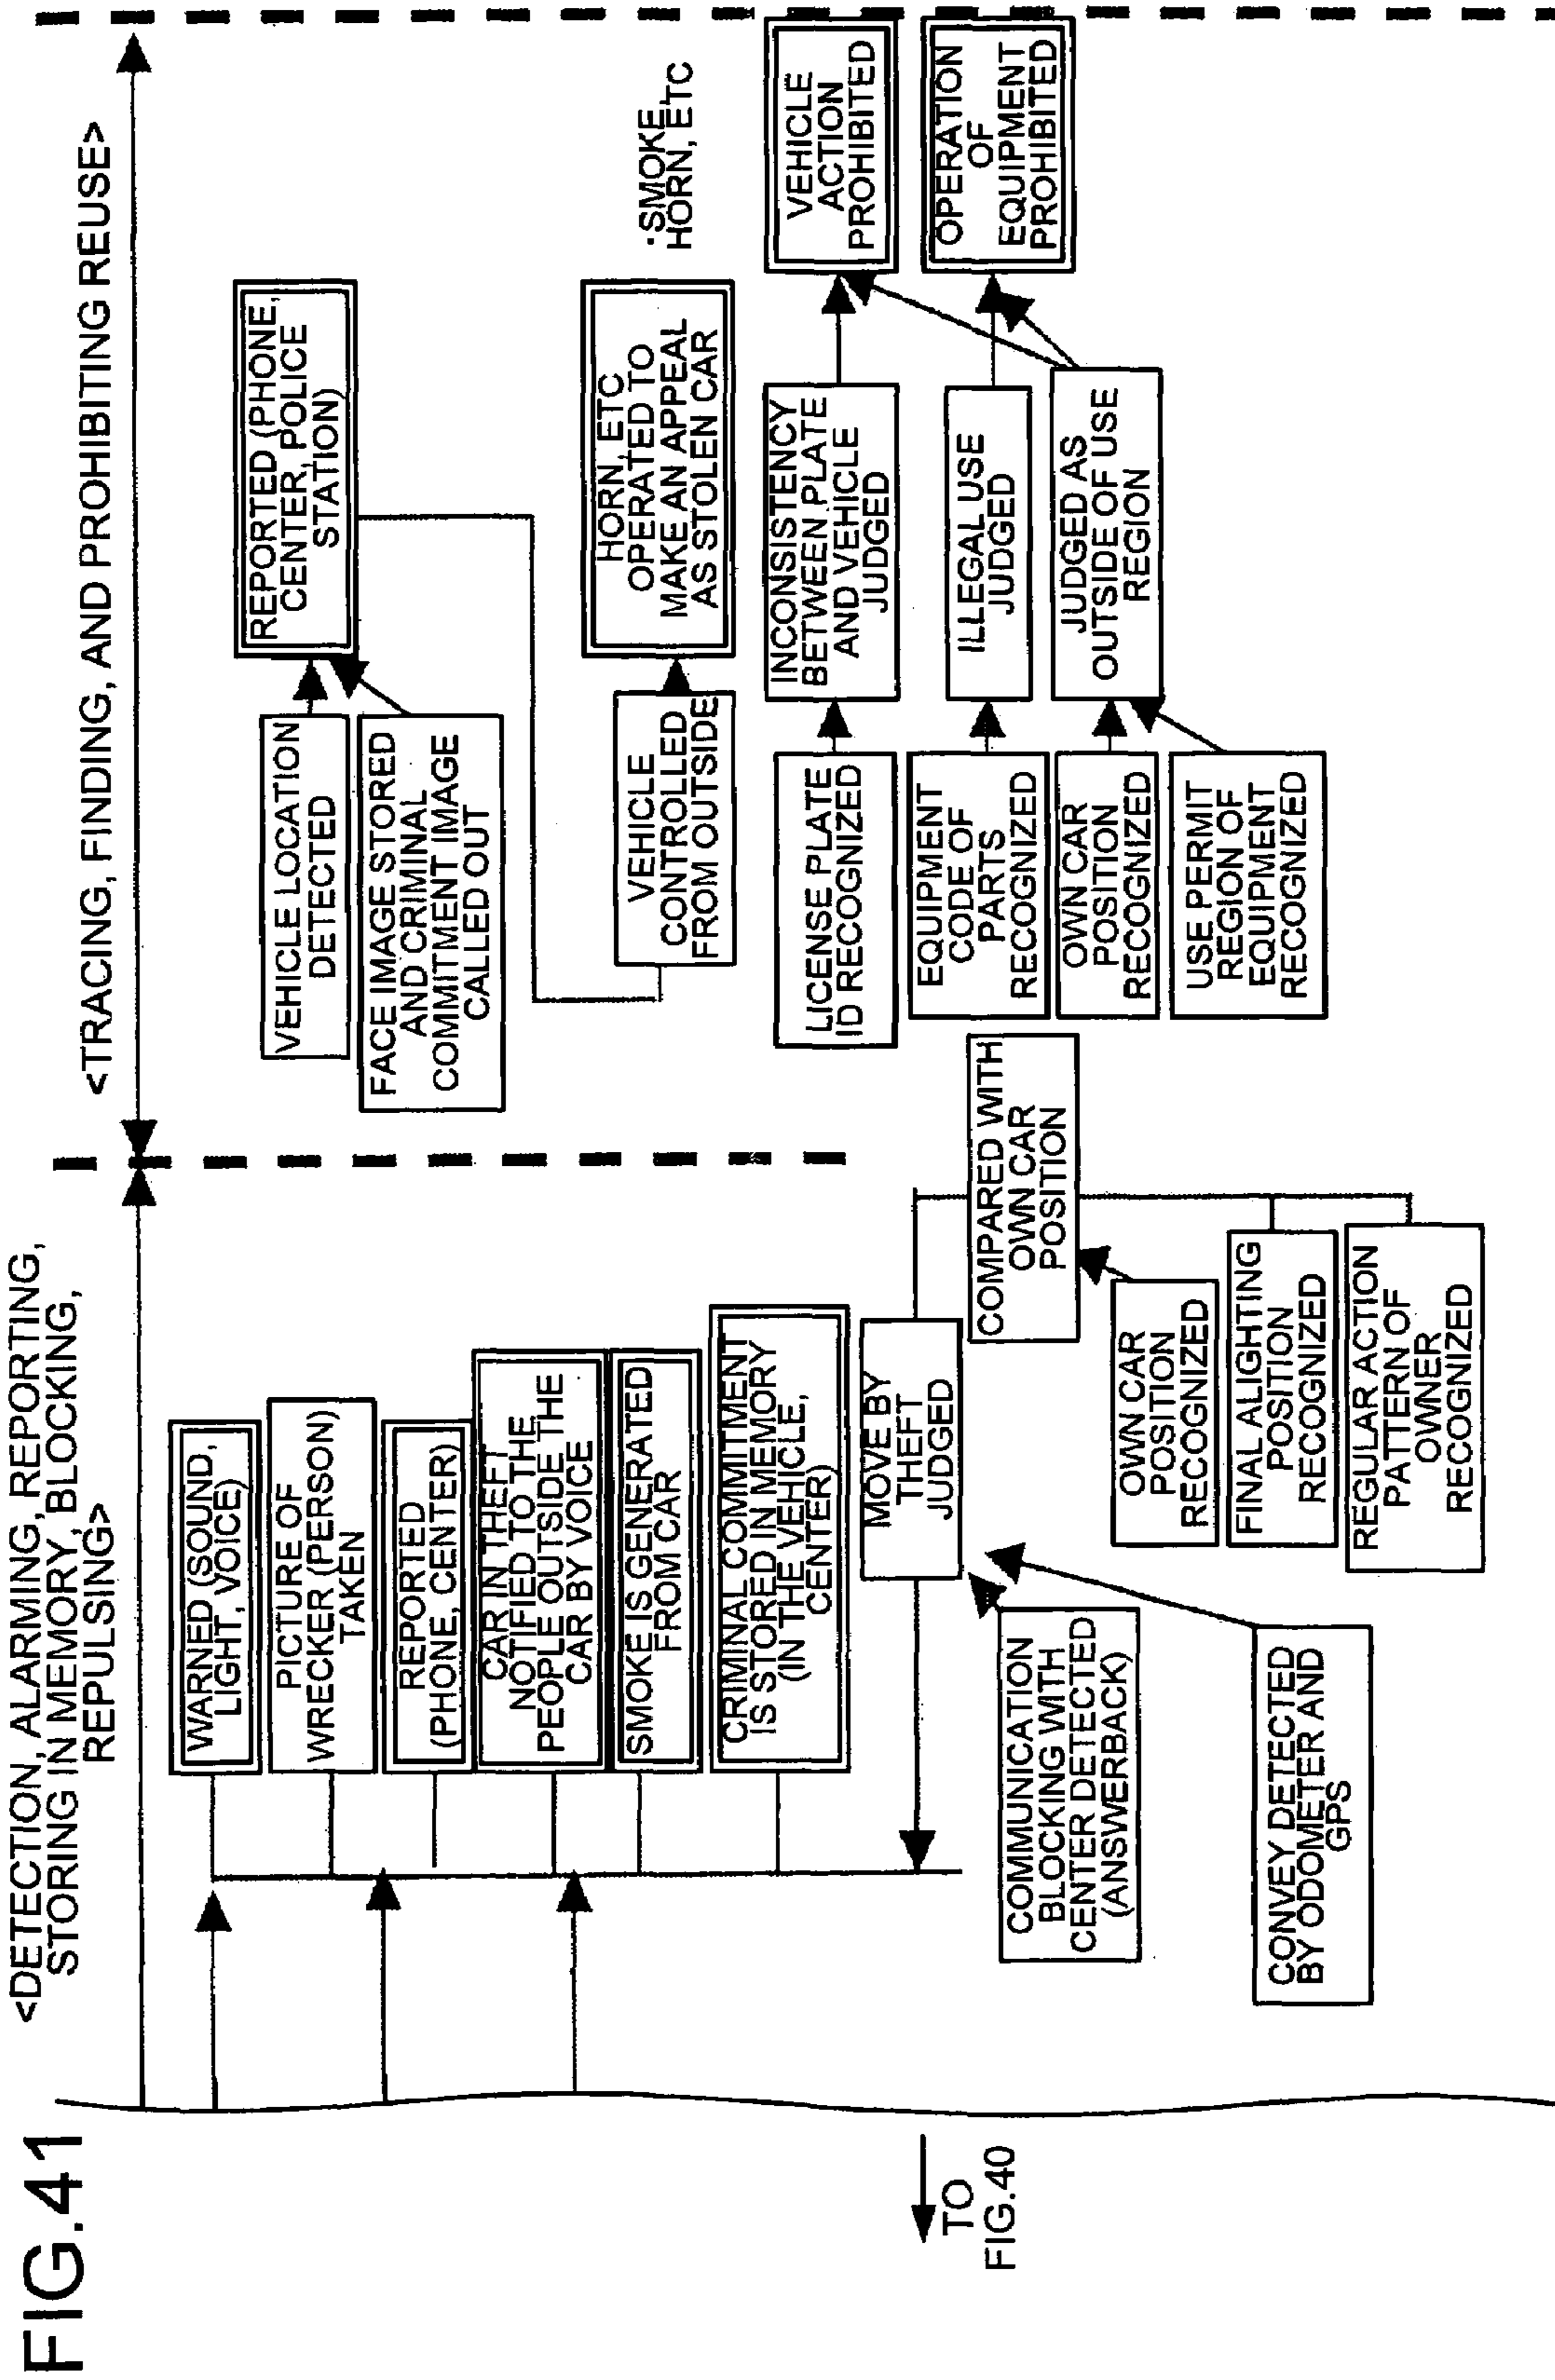 FIG.41
<DETECTION, ALARMING, REPORTING,
STORING IN MEMORY, BLOCKING,
REPULSING>
<TRACING, FINDING, AND PROHIBITING REUSE>
WARNED (SOUND,
LIGHT, VOICE)
PICTURE OF
WRECKER (PERSON)
TAKEN
REPORTED
(PHONE, CENTER)
CAR IN THEFT
NOTIFIED TO THE
PEOPLE OUTSIDE THE
CAR BY VOICE
SMOKE IS GENERATED
FROM CAR
CRIMINAL COMMITMENT
IS STORED IN MEMORY
(IN THE VEHICLE,
CENTER)
MOVE BY
THEFT
JUDGED
COMPARED WITH
OWN CAR
POSITION
COMMUNICATION
BLOCKING WITH
CENTER DETECTED
(ANSWERBACK)
OWN CAR
POSITION
RECOGNIZED
FINAL ALIGHTING
POSITION
RECOGNIZED
REGULAR ACTION
PATTERN OF
OWNER
RECOGNIZED
CONVEY DETECTED
BY ODOMETER AND
GPS
TO
FIG.40
VEHICLE LOCATION
DETECTED
FACE IMAGE STORED
AND CRIMINAL
COMMITMENT IMAGE
CALLED OUT
REPORTED (PHONE,
CENTER, POLICE
STATION)
VEHICLE
CONTROLLED
FROM OUTSIDE
HORN, ETC
OPERATED TO
MAKE AN APPEAL
AS STOLEN CAR
·SMOKE,
HORN, ETC
LICENSE PLATE
ID RECOGNIZED
INCONSISTENCY
BETWEEN PLATE
AND VEHICLE
JUDGED
VEHICLE
ACTION
PROHIBITED
EQUIPMENT
CODE OF
PARTS
RECOGNIZED
ILLEGAL USE
JUDGED
OPERATION
OF
EQUIPMENT
PROHIBITED
OWN CAR
POSITION
RECOGNIZED
JUDGED AS
OUTSIDE OF USE
REGION
USE PERMIT
REGION OF
EQUIPMENT
RECOGNIZED